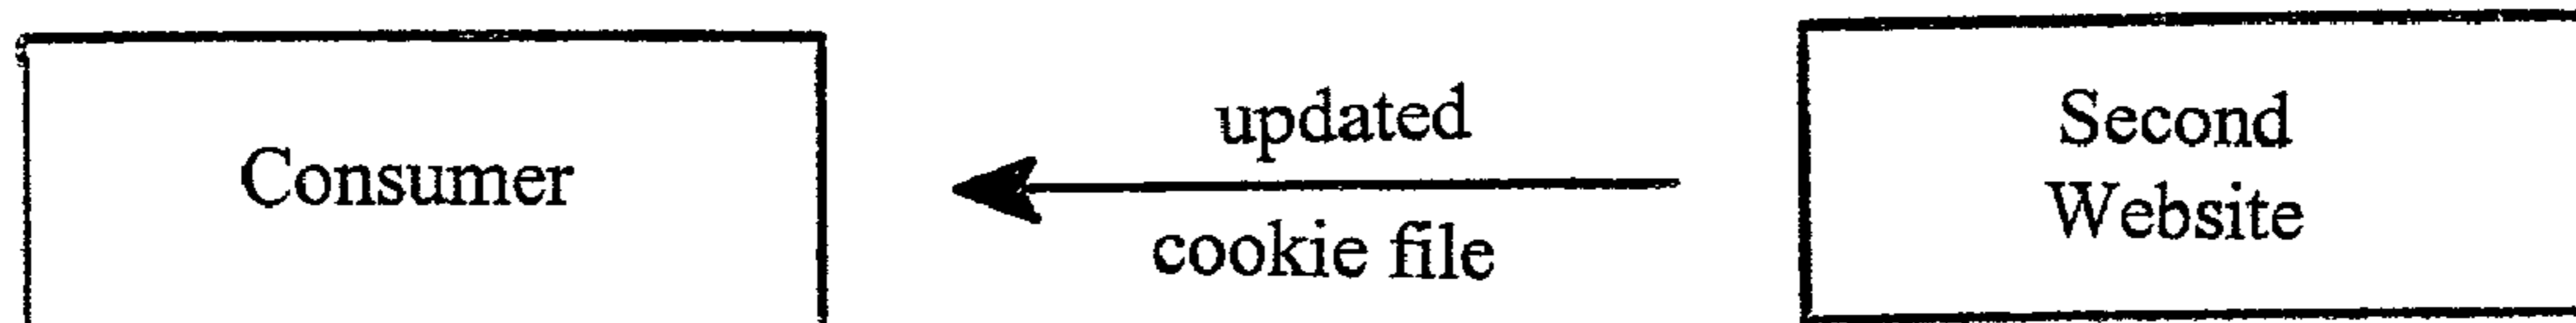 Consumer
updated
cookie file
Second
Website